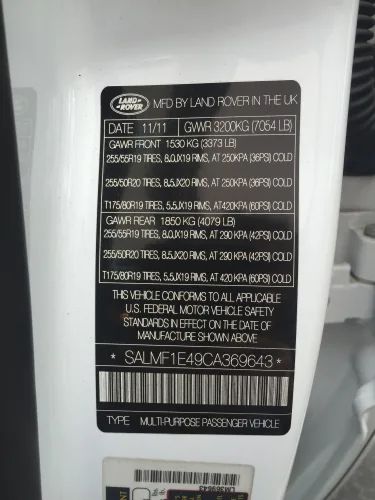 LAND ROVER MFD BY LAND ROVER IN THE UK
DATE 11/11 GVWR 3200KG (7054 LB)
GAWR FRONT 1530 KG (3373 LB)
255/55R19 TIRES, 8.0JX19 RIMS, AT 250KPA (36PSI) COLD
255/50R20 TIRES, 8.5JX20 RIMS, AT 250KPA (36PSI) COLD
T175/80R19 TIRES, 5.5JX19 RIMS, AT420KPA (60PSI) COLD
GAWR REAR 1850 KG (4079 LB)
255/55R19 TIRES, 8.0JX19 RIMS, AT 290 KPA (42PSI) COLD
255/50R20 TIRES, 8.5JX20 RIMS, AT 290 KPA (42PSI) COLD
T175/80R19 TIRES, 5.5JX19 RIMS, AT 420 KPA (60PSI) COLD
THIS VEHICLE CONFORMS TO ALL APPLICABLE
U.S. FEDERAL MOTOR VEHICLE SAFETY
STANDARDS IN EFFECT ON THE DATE OF
MANUFACTURE SHOWN ABOVE
* SALMF1E49CA369643 *
TYPE MULTI-PURPOSE PASSENGER VEHICLE